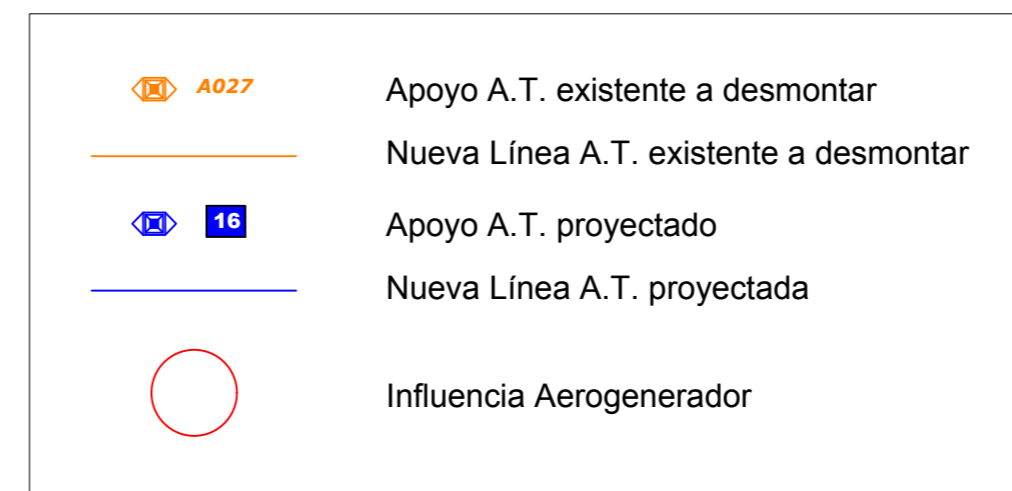 A027 Apoyo A.T. existente a desmontar
Nueva Línea A.T. existente a desmontar
16 Apoyo A.T. proyectado
Nueva Línea A.T. proyectada
Influencia Aerogenerador